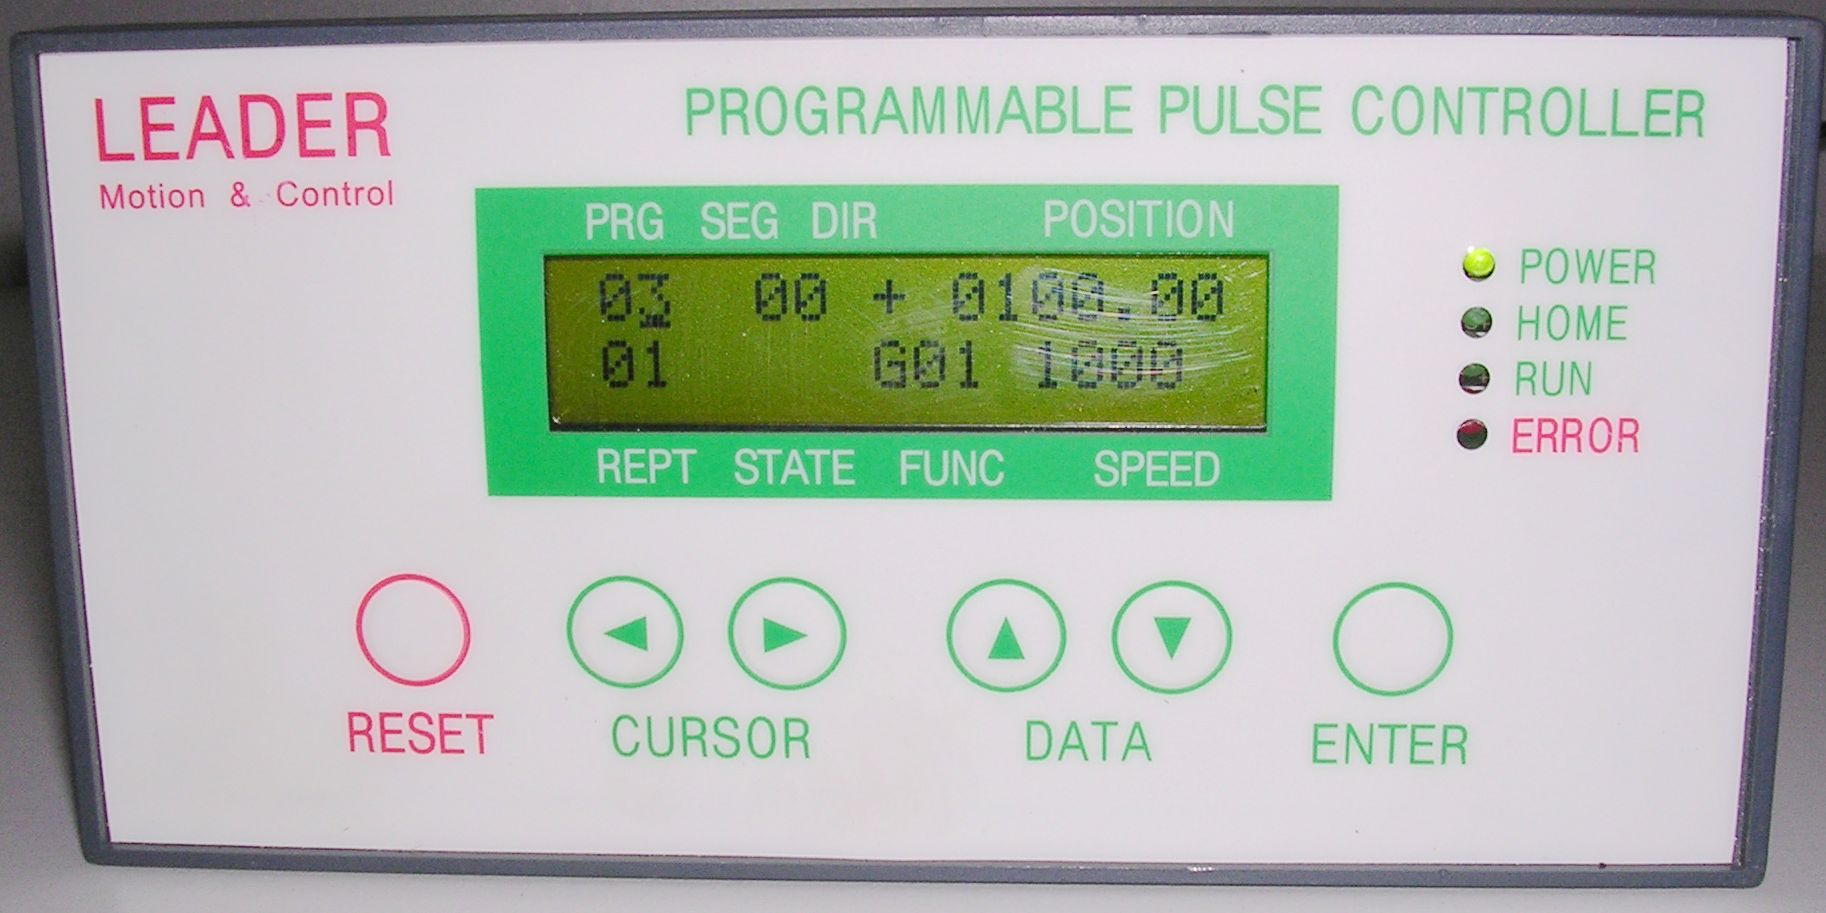 LEADER
Motion & Control
PROGRAMMABLE PULSE CONTROLLER
PRG SEG DIR POSITION
03 00 + 0100.00
01 G01 1000
REPT STATE FUNC SPEED
POWER
HOME
RUN
ERROR
RESET CURSOR DATA ENTER